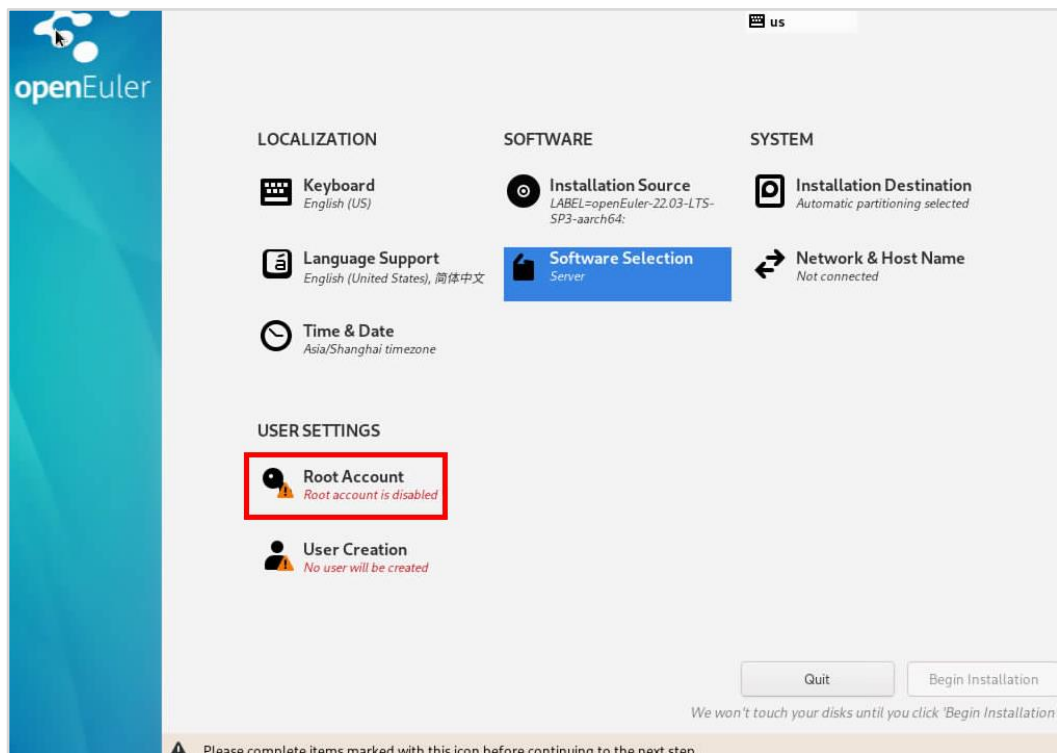 us
openEuler
LOCALIZATION
Keyboard
English (US)
Language Support
English (United States), 简体中文
Time & Date
Asia/Shanghai timezone
SOFTWARE
Installation Source
LABEL=openEuler-22.03-LTS-
SP3-aarch64:
Software Selection
Server
SYSTEM
Installation Destination
Automatic partitioning selected
Network & Host Name
Not connected
USER SETTINGS
Root Account
Root account is disabled
User Creation
No user will be created
Quit
Begin Installation
We won't touch your disks until you click 'Begin Installation
Please complete items marked with this icon before continuing to the next step.